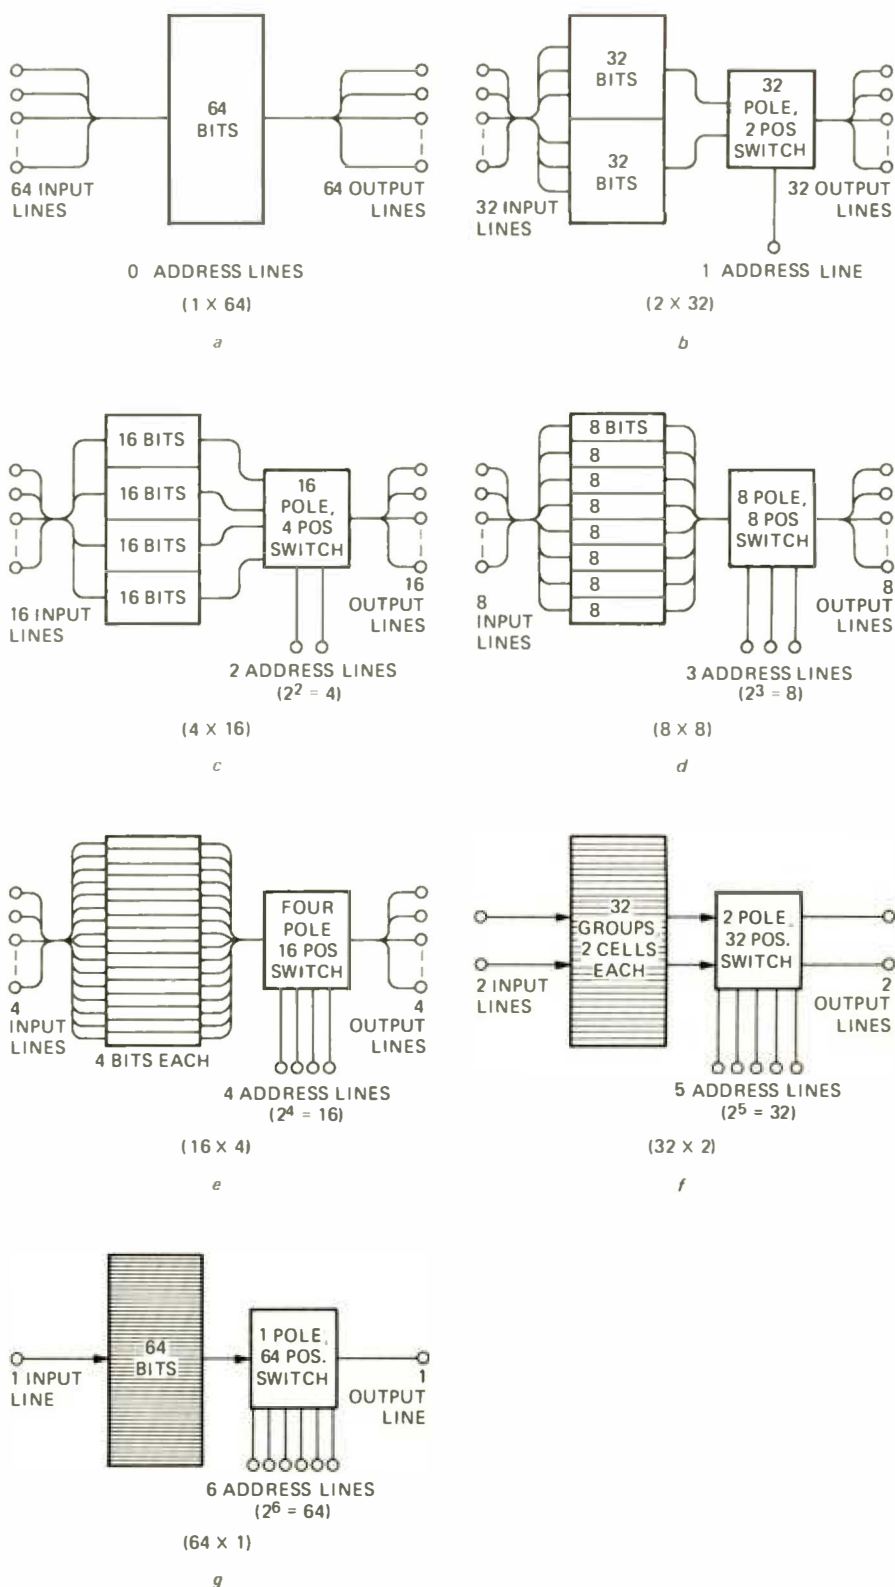 64
BITS
64 INPUT
LINES
64 OUTPUT
LINES
0 ADDRESS LINES
(1 X 64)
a
32
BITS
32
BITS
32
POLE,
2 POS
SWITCH
32 INPUT
LINES
32 OUTPUT
LINES
1 ADDRESS LINE
(2 X 32)
b
16 BITS
16 BITS
16 BITS
16 BITS
16
POLE,
4 POS
SWITCH
16 INPUT
LINES
16
OUTPUT
LINES
2 ADDRESS LINES
(2² = 4)
(4 X 16)
c
8 BITS
8
8
8
8
8
8
8
8 POLE,
8 POS
SWITCH
8
INPUT
LINES
8
OUTPUT
LINES
3 ADDRESS LINES
(2³ = 8)
(8 X 8)
d
FOUR
POLE
16 POS
SWITCH
4
INPUT
LINES
4 BITS EACH
4
OUTPUT
LINES
4 ADDRESS LINES
(2⁴ = 16)
(16 X 4)
e
32
GROUPS,
2 CELLS
EACH
2 POLE,
32 POS.
SWITCH
2 INPUT
LINES
2
OUTPUT
LINES
5 ADDRESS LINES
(2⁵ = 32)
(32 X 2)
f
64
BITS
1 POLE,
64 POS.
SWITCH
1 INPUT
LINE
1
OUTPUT
LINE
6 ADDRESS LINES
(2⁶ = 64)
(64 X 1)
g